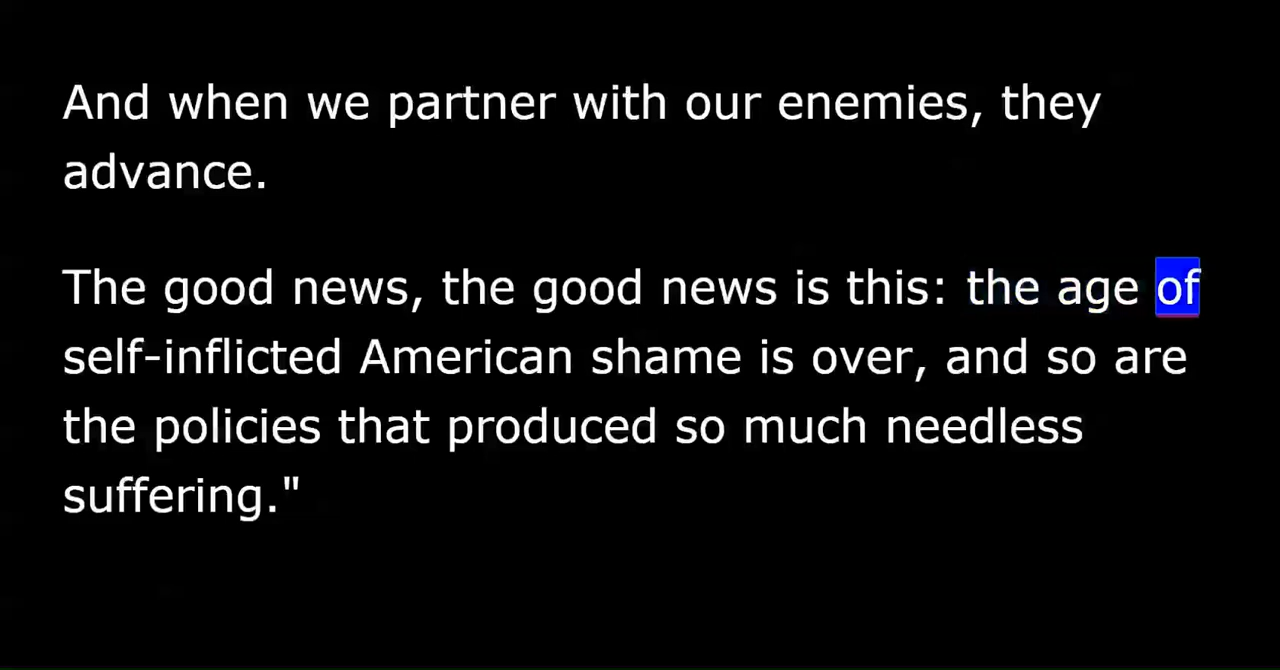 And when we partner with our enemies, they
advance.
The good news, the good news is this: the age of
self-inflicted American shame is over, and so are
the policies that produced so much needless
suffering."